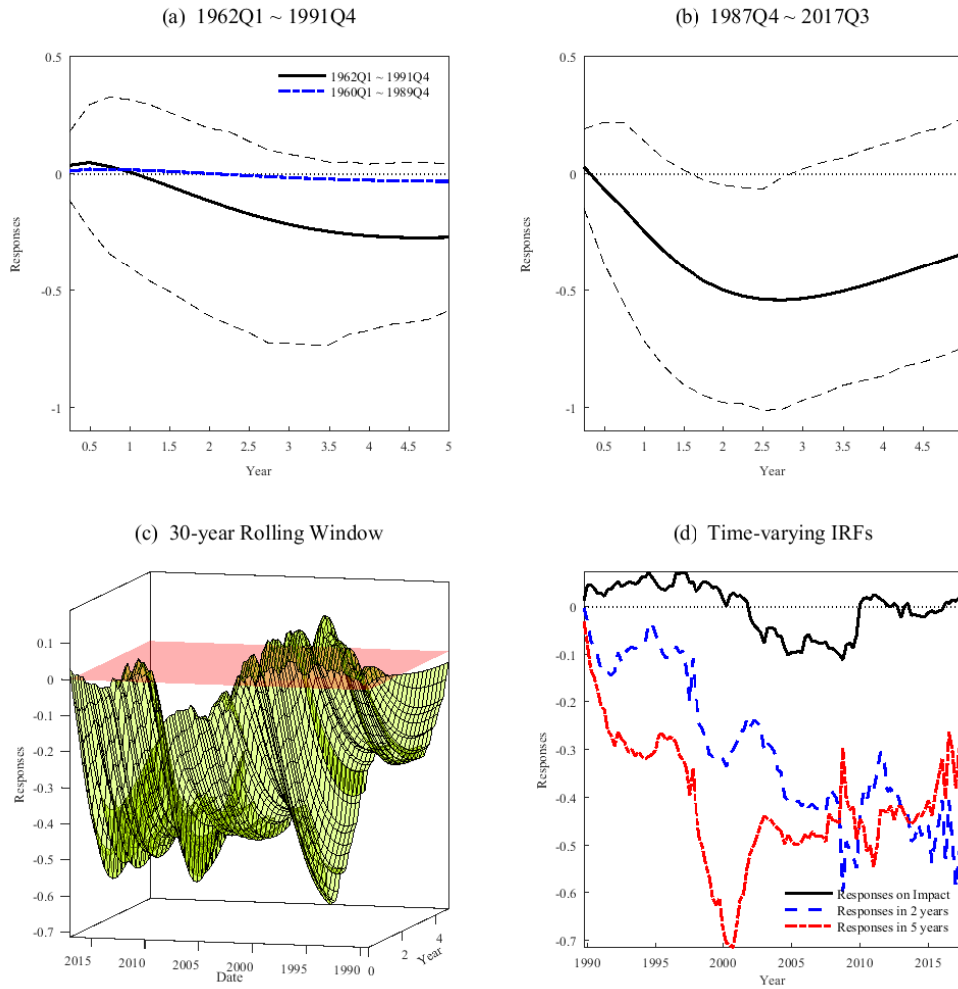 (a) 1962Q1 ~ 1991Q4
0.5
0
-0.5
-1
Responses
1962Q1 ~ 1991Q4
1960Q1 ~ 1989Q4
0.5 1 1.5 2 2.5 3 3.5 4 4.5 5
Year
(b) 1987Q4 ~ 2017Q3
0.5
0
-0.5
-1
Responses
0.5 1 1.5 2 2.5 3 3.5 4 4.5
Year
(c) 30-year Rolling Window
0.1
0
-0.1
-0.2
-0.3
-0.4
-0.5
-0.6
-0.7
Responses
2015 2010 2005 2000 1995 1990
Date
0 2 4
Year
(d) Time-varying IRFs
0
-0.1
-0.2
-0.3
-0.4
-0.5
-0.6
-0.7
Responses
Responses on Impact
Responses in 2 years
Responses in 5 years
1990 1995 2000 2005 2010 2015
Year